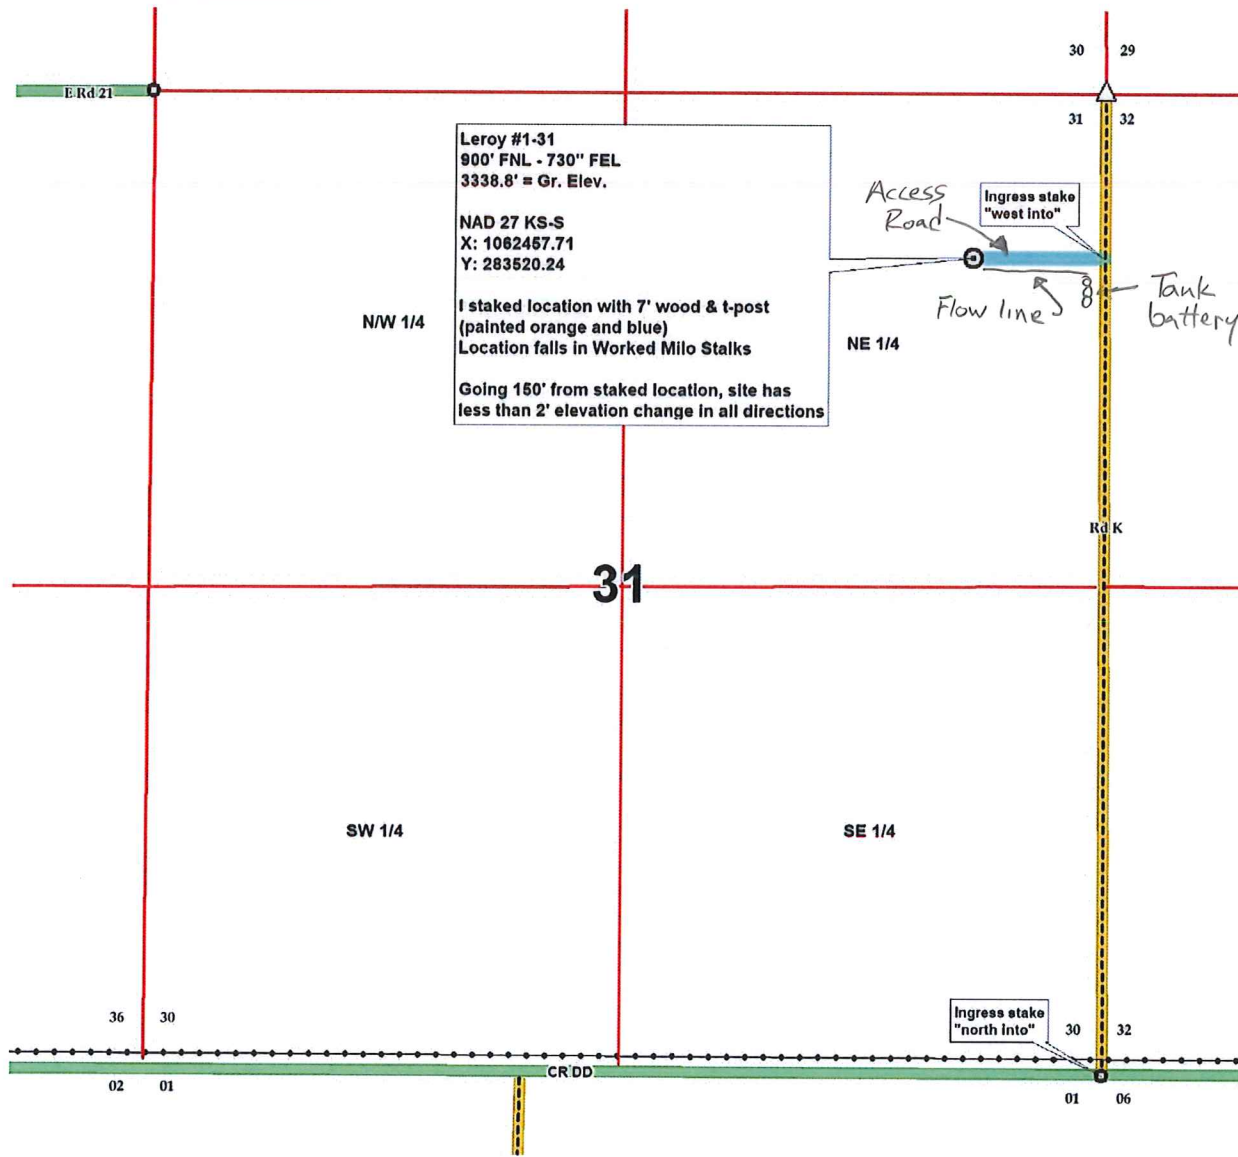 30 29
E Rd 21
31 32
Leroy #1-31
900' FNL - 730" FEL
3338.8' = Gr. Elev.
NAD 27 KS-S
X: 1062457.71
Y: 283520.24
I staked location with 7' wood & t-post
(painted orange and blue)
Location falls in Worked Milo Stalks
Going 150' from staked location, site has
less than 2' elevation change in all directions
Access
Road
Ingress stake
"west into"
Flow line
Tank
battery
N/W 1/4
NE 1/4
Rd K
31
SW 1/4
SE 1/4
36 30
Ingress stake
"north into"
30 32
CR DD
02 01
01 06